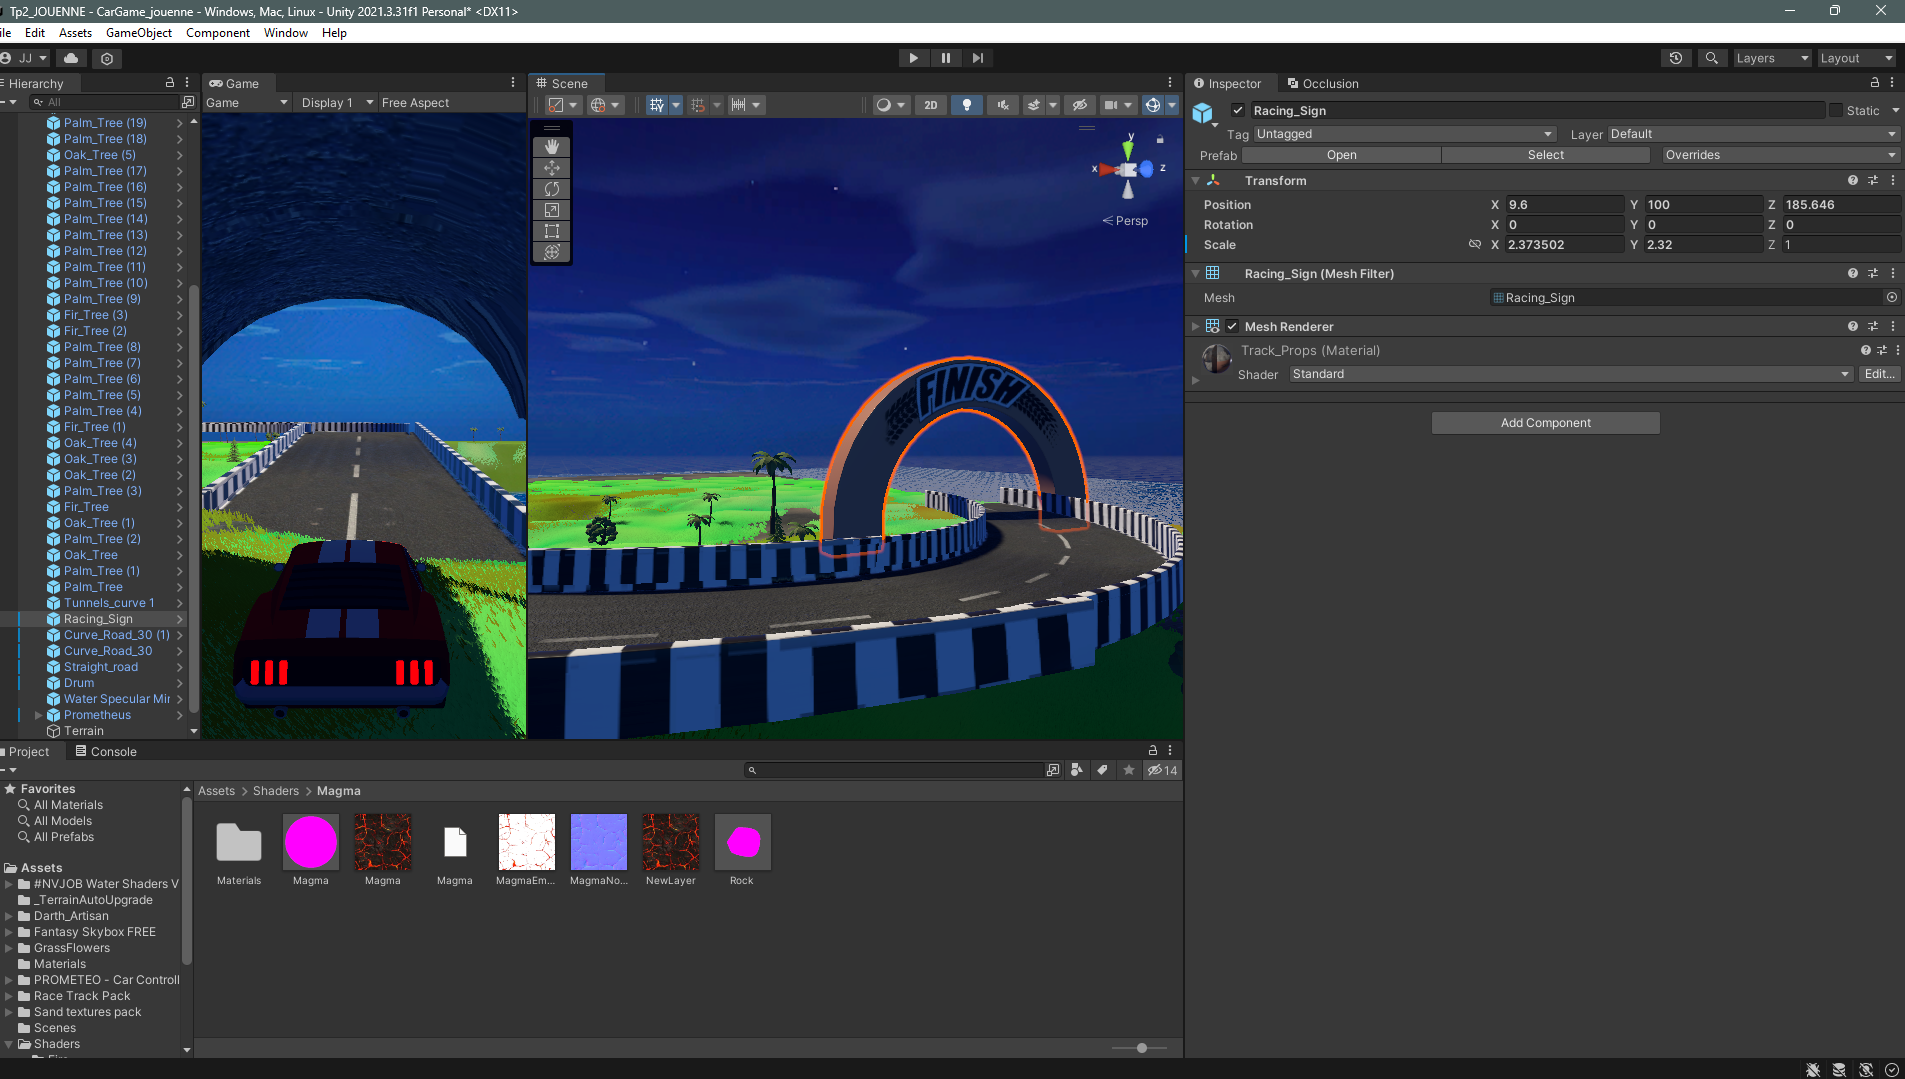 Tp2_JOUENNE - CarGame_jouenne - Windows, Mac, Linux - Unity 2021.3.31f1 Personal* <DX11>
ile Edit Assets GameObject Component Window Help
JJ
Layers
Layout
Hierarchy
All
Palm_Tree (19)
Palm_Tree (18)
Oak_Tree (5)
Palm_Tree (17)
Palm_Tree (16)
Palm_Tree (15)
Palm_Tree (14)
Palm_Tree (13)
Palm_Tree (12)
Palm_Tree (11)
Palm_Tree (10)
Palm_Tree (9)
Fir_Tree (3)
Fir_Tree (2)
Palm_Tree (8)
Palm_Tree (7)
Palm_Tree (6)
Palm_Tree (5)
Palm_Tree (4)
Fir_Tree (1)
Oak_Tree (4)
Oak_Tree (3)
Oak_Tree (2)
Palm_Tree (3)
Fir_Tree
Oak_Tree (1)
Palm_Tree (2)
Oak_Tree
Palm_Tree (1)
Palm_Tree
Tunnels_curve 1
Racing_Sign
Curve_Road_30 (1)
Curve_Road_30
Straight_road
Drum
Water Specular Mir
Prometheus
Terrain
Game
Game Display 1 Free Aspect
Scene
2D
y
x z
Persp
FINISH
Inspector Occlusion
Racing_Sign Static
Tag Untagged Layer Default
Prefab Open Select Overrides
Transform
Position X 9.6 Y 100 Z 185.646
Rotation X 0 Y 0 Z 0
Scale X 2.373502 Y 2.32 Z 1
Racing_Sign (Mesh Filter)
Mesh Racing_Sign
Mesh Renderer
Track_Props (Material)
Shader Standard Edit...
Add Component
Project Console
14
Favorites
All Materials
All Models
All Prefabs
Assets
#NVJOB Water Shaders V
_TerrainAutoUpgrade
Darth_Artisan
Fantasy Skybox FREE
GrassFlowers
Materials
PROMETEO - Car Controll
Race Track Pack
Sand textures pack
Scenes
Shaders
Assets > Shaders > Magma
Materials Magma Magma Magma MagmaEm... MagmaNo... NewLayer Rock